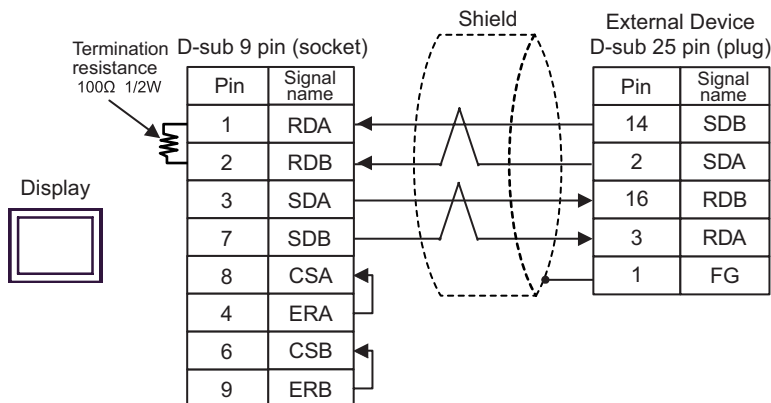 Shield
External Device
D-sub 25 pin (plug)
Termination
resistance
100Ω 1/2W
D-sub 9 pin (socket)
Display
Pin Signal name
1 RDA
2 RDB
3 SDA
7 SDB
8 CSA
4 ERA
6 CSB
9 ERB
Pin Signal name
14 SDB
2 SDA
16 RDB
3 RDA
1 FG